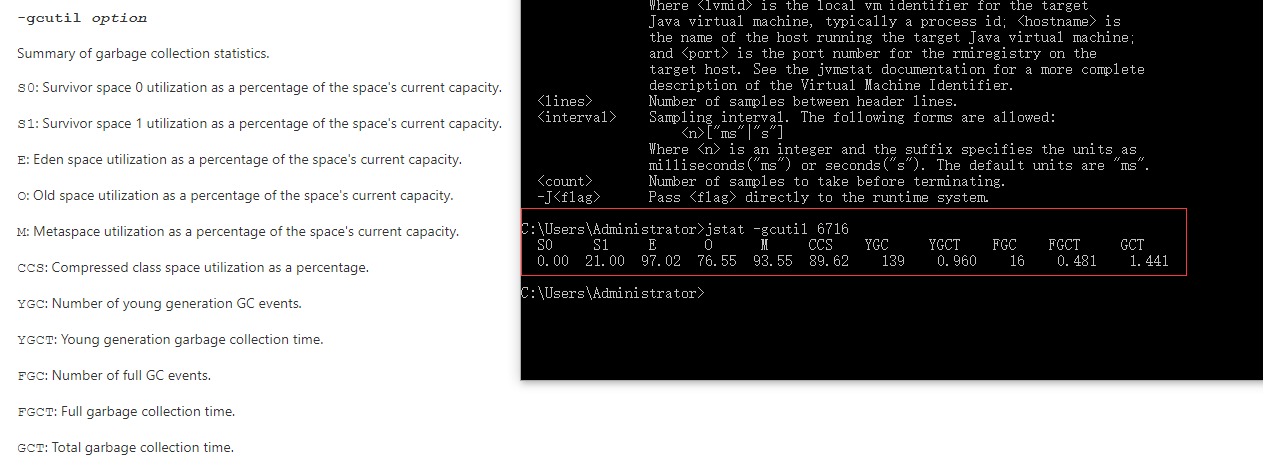 -gcutil option
Summary of garbage collection statistics.
S0: Survivor space 0 utilization as a percentage of the space's current capacity.
S1: Survivor space 1 utilization as a percentage of the space's current capacity.
E: Eden space utilization as a percentage of the space's current capacity.
O: Old space utilization as a percentage of the space's current capacity.
M: Metaspace utilization as a percentage of the space's current capacity.
CCS: Compressed class space utilization as a percentage.
YGC: Number of young generation GC events.
YGCT: Young generation garbage collection time.
FGC: Number of full GC events.
FGCT: Full garbage collection time.
GCT: Total garbage collection time.
Where <lvmid> is the local vm identifier for the target
Java virtual machine, typically a process id; <hostname> is
the name of the host running the target Java virtual machine;
and <port> is the port number for the rmiregistry on the
target host. See the jvmstat documentation for a more complete
description of the Virtual Machine Identifier.
<lines> Number of samples between header lines.
<interval> Sampling interval. The following forms are allowed:
<n>["ms"|"s"]
Where <n> is an integer and the suffix specifies the units as
milliseconds("ms") or seconds("s"). The default units are "ms".
<count> Number of samples to take before terminating.
-J<flag> Pass <flag> directly to the runtime system.
C:\Users\Administrator>jstat -gcutil 6716
S0 S1 E O M CCS YGC YGCT FGC FGCT GCT
0.00 21.00 97.02 76.55 93.55 89.62 139 0.960 16 0.481 1.441
C:\Users\Administrator>